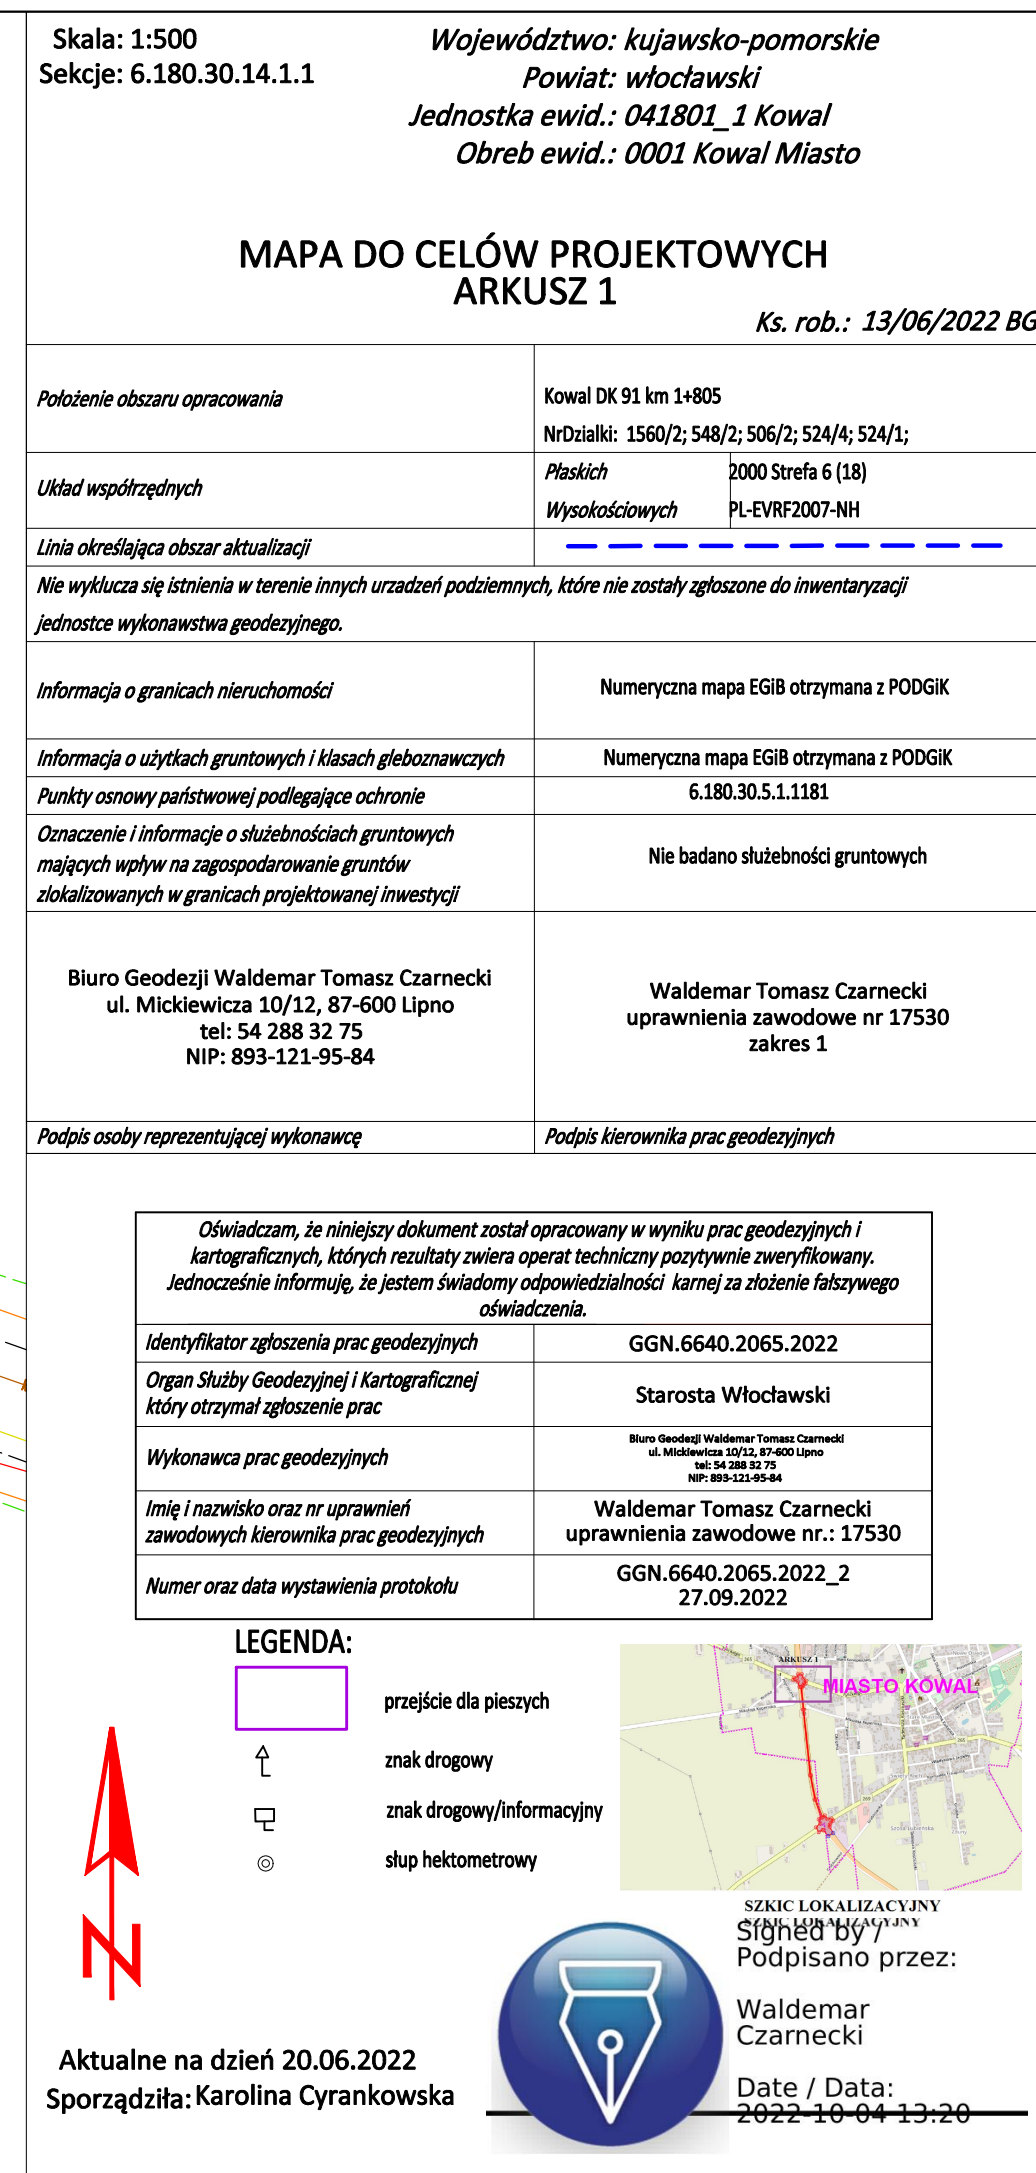 Skala: 1:500
Sekcje: 6.180.30.14.1.1
Województwo: kujawsko-pomorskie
Powiat: włocławski
Jednostka ewid.: 041801_1 Kowal
Obreb ewid.: 0001 Kowal Miasto
MAPA DO CELÓW PROJEKTOWYCH
ARKUSZ 1
Ks. rob.: 13/06/2022 BG
Położenie obszaru opracowania
Kowal DK 91 km 1+805
NrDzialki: 1560/2; 548/2; 506/2; 524/4; 524/1;
Układ współrzędnych
Płaskich 2000 Strefa 6 (18)
Wysokościowych PL-EVRF2007-NH
Linia określająca obszar aktualizacji
Nie wyklucza się istnienia w terenie innych urzadzeń podziemnych, które nie zostały zgłoszone do inwentaryzacji
jednostce wykonawstwa geodezyjnego.
Informacja o granicach nieruchomości
Numeryczna mapa EGiB otrzymana z PODGiK
Informacja o użytkach gruntowych i klasach gleboznawczych
Numeryczna mapa EGiB otrzymana z PODGiK
Punkty osnowy państwowej podlegające ochronie
6.180.30.5.1.1181
Oznaczenie i informacje o służebnościach gruntowych
mających wpływ na zagospodarowanie gruntów
zlokalizowanych w granicach projektowanej inwestycji
Nie badano służebności gruntowych
Biuro Geodezji Waldemar Tomasz Czarnecki
ul. Mickiewicza 10/12, 87-600 Lipno
tel: 54 288 32 75
NIP: 893-121-95-84
Waldemar Tomasz Czarnecki
uprawnienia zawodowe nr 17530
zakres 1
Podpis osoby reprezentującej wykonawcę
Podpis kierownika prac geodezyjnych
Oświadczam, że niniejszy dokument został opracowany w wyniku prac geodezyjnych i
kartograficznych, których rezultaty zwiera operat techniczny pozytywnie zweryfikowany.
Jednocześnie informuję, że jestem świadomy odpowiedzialności karnej za złożenie fałszywego
oświadczenia.
Identyfikator zgłoszenia prac geodezyjnych
GGN.6640.2065.2022
Organ Służby Geodezyjnej i Kartograficznej
który otrzymał zgłoszenie prac
Starosta Włocławski
Wykonawca prac geodezyjnych
Biuro Geodezji Waldemar Tomasz Czarnecki
ul. Mickiewicza 10/12, 87-600 Lipno
tel: 54 288 32 75
NIP: 893-121-95-84
Imię i nazwisko oraz nr uprawnień
zawodowych kierownika prac geodezyjnych
Waldemar Tomasz Czarnecki
uprawnienia zawodowe nr.: 17530
Numer oraz data wystawienia protokołu
GGN.6640.2065.2022_2
27.09.2022
LEGENDA:
przejście dla pieszych
znak drogowy
znak drogowy/informacyjny
słup hektometrowy
ARKUSZ 1
MIASTO KOWAL
265
265
269
SZKIC LOKALIZACYJNY
SZKIC LOKALIZACYJNY
Signed by /
Podpisano przez:
Waldemar
Czarnecki
Date / Data:
2022-10-04 13:20
N
Aktualne na dzień 20.06.2022
Sporządziła: Karolina Cyrankowska